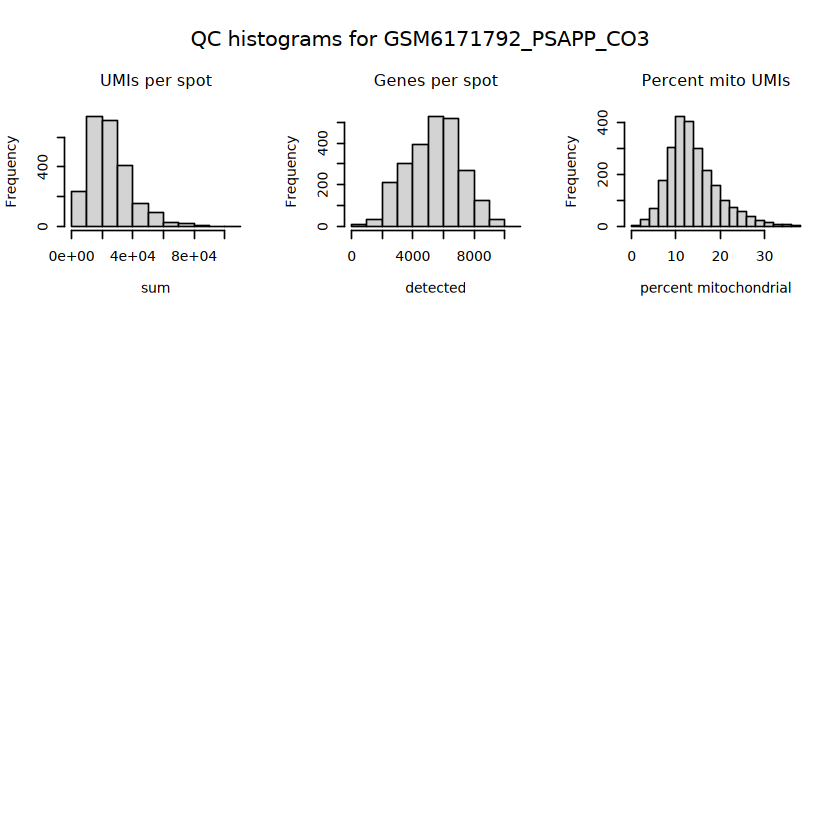 QC histograms for GSM6171792_PSAPP_CO3
UMIs per spot
Frequency
0
400
0e+00 4e+04 8e+04
sum
Genes per spot
Frequency
0
200
400
0 4000 8000
detected
Percent mito UMIs
Frequency
0
200
400
0 10 20 30
percent mitochondrial